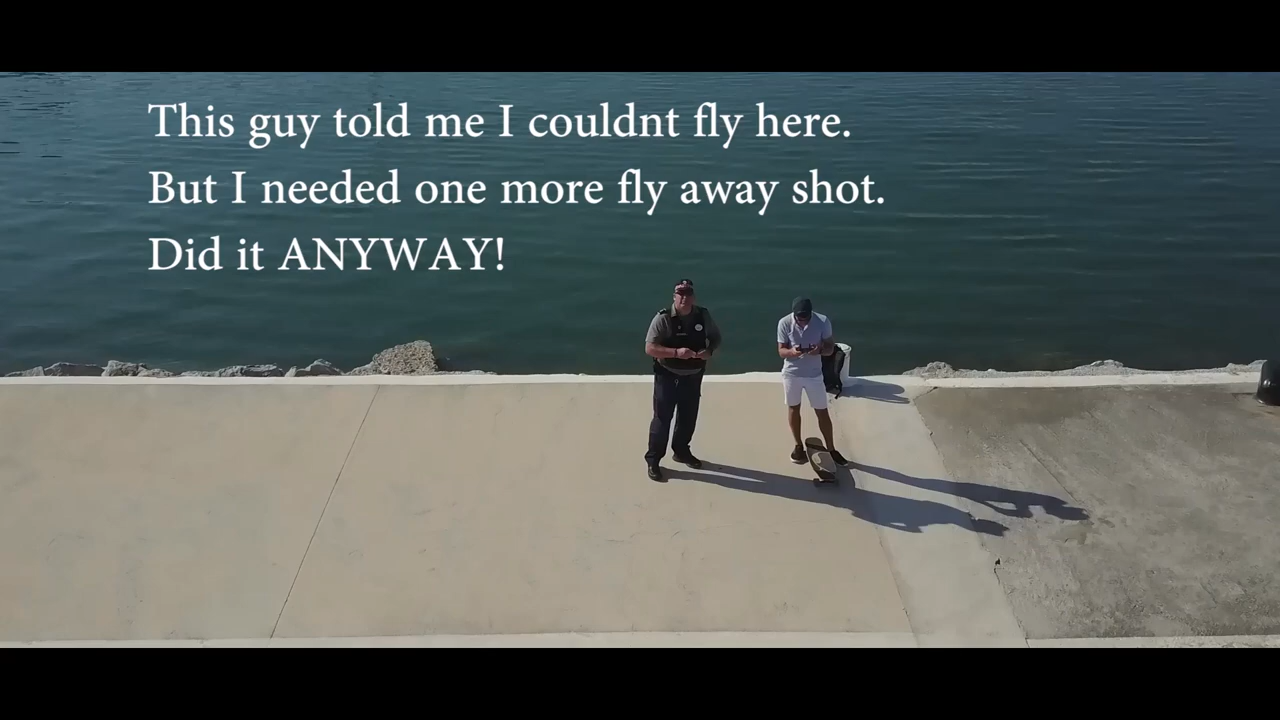 This guy told me I couldnt fly here.
But I needed one more fly away shot.
Did it ANYWAY!